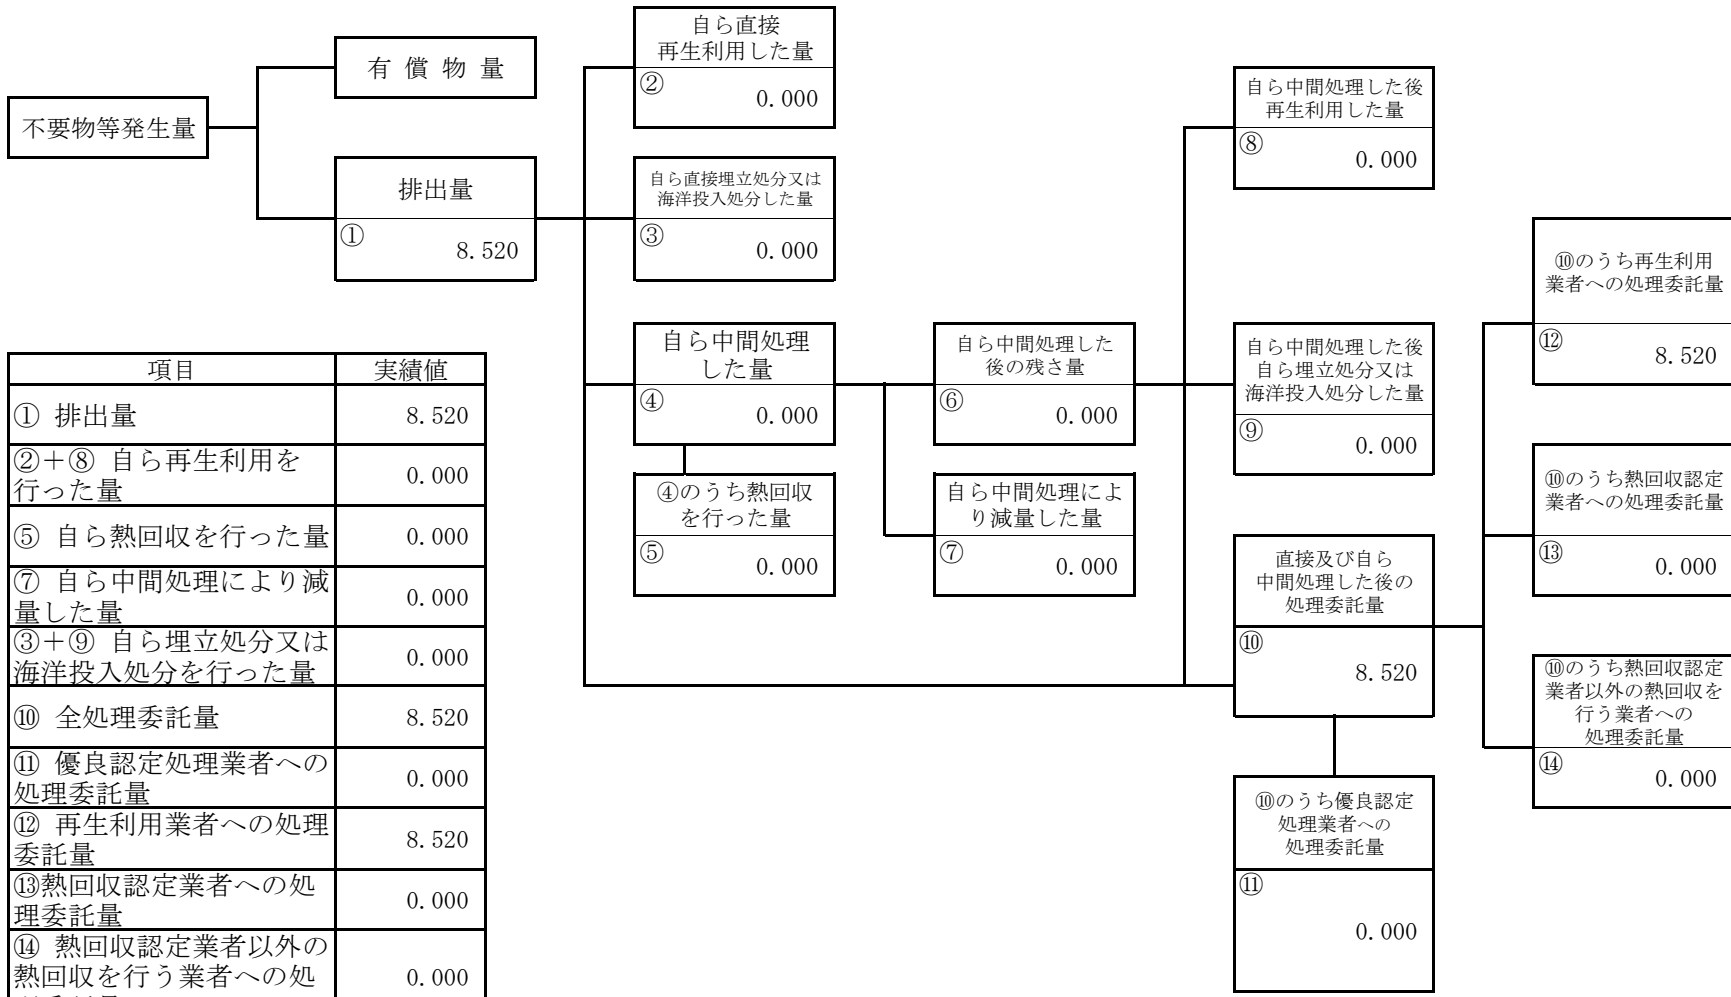 不要物等発生量
有 償 物 量
排出量
① 8.520
自ら直接
再生利用した量
② 0.000
自ら直接埋立処分又は
海洋投入処分した量
③ 0.000
自ら中間処理
した量
④ 0.000
④のうち熱回収
を行った量
⑤ 0.000
自ら中間処理した
後の残さ量
⑥ 0.000
自ら中間処理によ
り減量した量
⑦ 0.000
自ら中間処理した後
再生利用した量
⑧ 0.000
自ら中間処理した後
自ら埋立処分又は
海洋投入処分した量
⑨ 0.000
直接及び自ら
中間処理した後の
処理委託量
⑩ 8.520
⑩のうち優良認定
処理業者への
処理委託量
⑪ 0.000
⑩のうち再生利用
業者への処理委託量
⑫ 8.520
⑩のうち熱回収認定
業者への処理委託量
⑬ 0.000
⑩のうち熱回収認定
業者以外の熱回収を
行う業者への
処理委託量
⑭ 0.000
項目 実績値
① 排出量 8.520
②+⑧ 自ら再生利用を
行った量 0.000
⑤ 自ら熱回収を行った量 0.000
⑦ 自ら中間処理により減
量した量 0.000
③+⑨ 自ら埋立処分又は
海洋投入処分を行った量 0.000
⑩ 全処理委託量 8.520
⑪ 優良認定処理業者への
処理委託量 0.000
⑫ 再生利用業者への処理
委託量 8.520
⑬熱回収認定業者への処
理委託量 0.000
⑭ 熱回収認定業者以外の
熱回収を行う業者への処 0.000